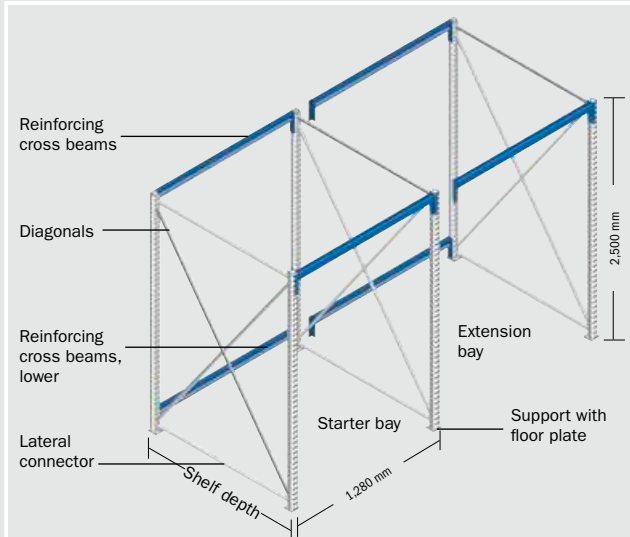 Reinforcing
cross beams
Diagonals
2,500 mm
Reinforcing
cross beams,
lower
Extension
bay
Starter bay
Support with
floor plate
Lateral
connector
Shelf depth
1,280 mm